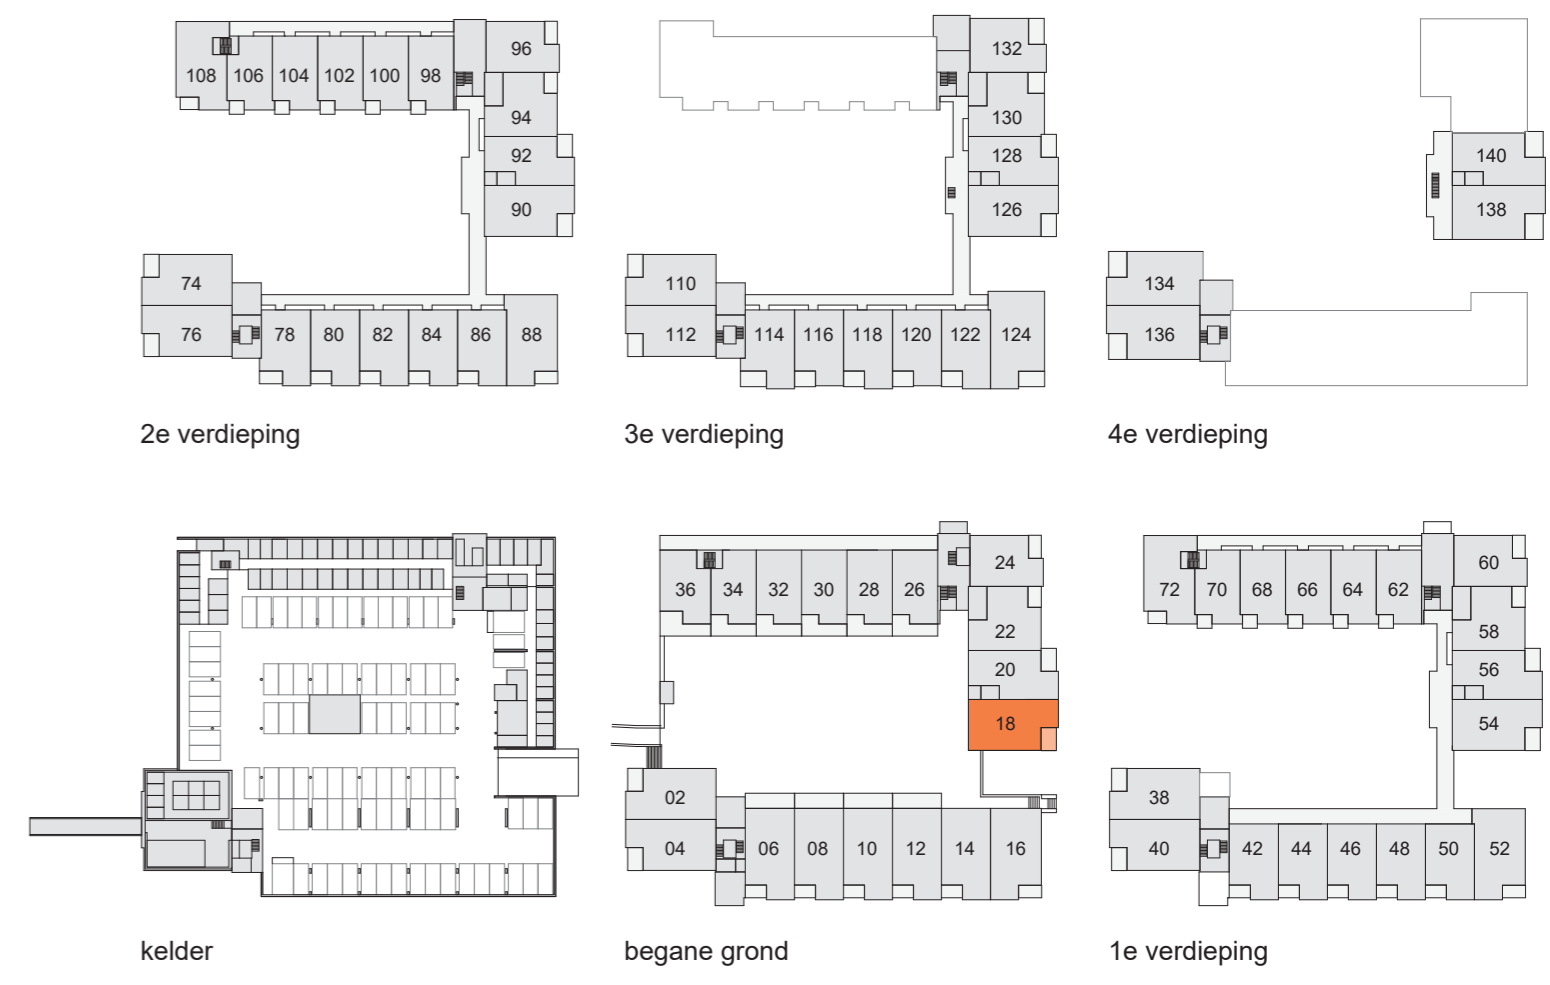 108 106 104 102 100 98 96
94
92
90
74
76 78 80 82 84 86 88
2e verdieping
132
130
128
126
110
112 114 116 118 120 122 124
3e verdieping
140
138
134
136
4e verdieping
kelder
36 34 32 30 28 26 24
22
20
18
02
04 06 08 10 12 14 16
begane grond
72 70 68 66 64 62 60
58
56
54
38
40 42 44 46 48 50 52
1e verdieping